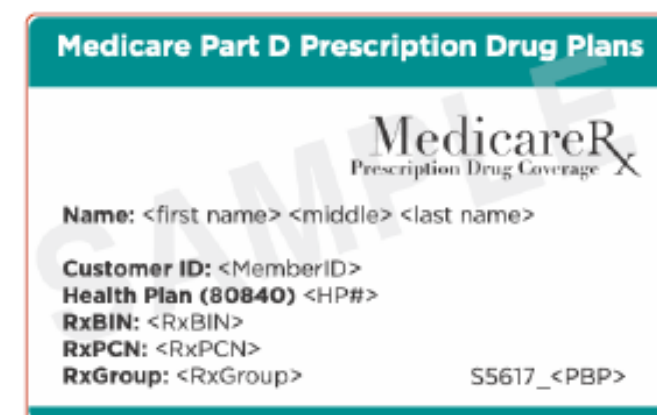 Medicare Part D Prescription Drug Plans
MedicareRx
Prescription Drug Coverage
SAMPLE
Name: <first name> <middle> <last name>
Customer ID: <MemberID>
Health Plan (80840) <HP#>
RxBIN: <RxBIN>
RxPCN: <RxPCN>
RxGroup: <RxGroup> S5617_<PBP>